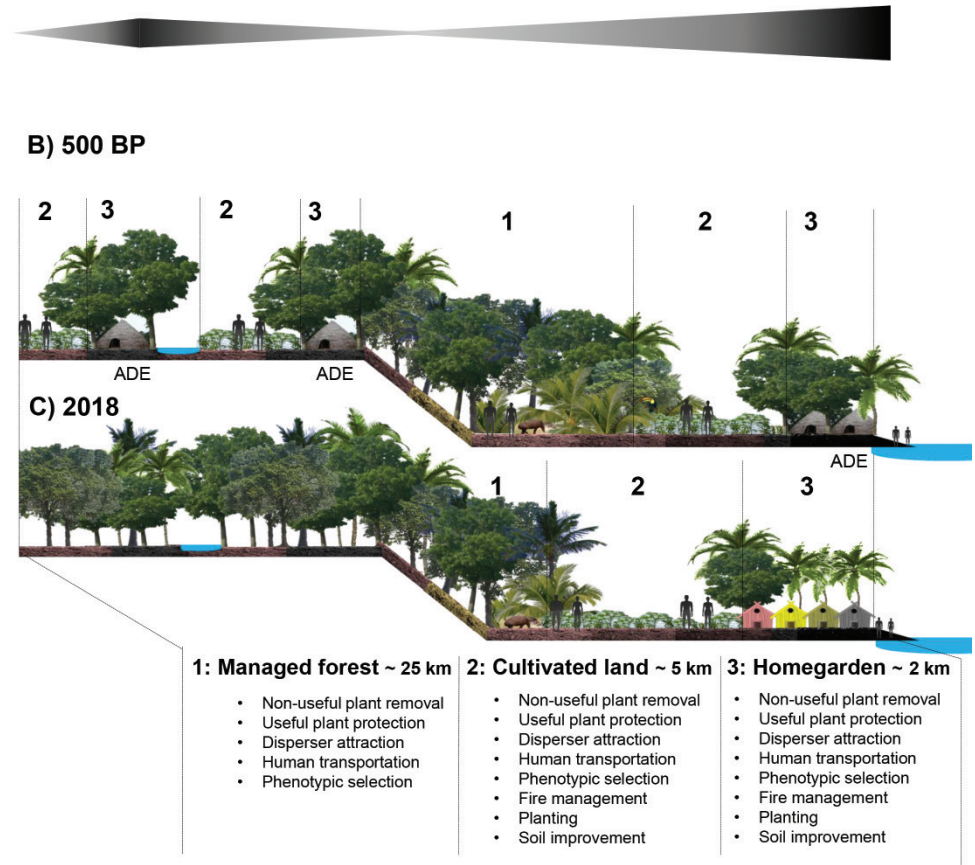 B) 500 BP
2 3 2 3 1 2 3
ADE ADE
C) 2018
ADE
1 2 3
1: Managed forest ~ 25 km
• Non-useful plant removal
• Useful plant protection
• Disperser attraction
• Human transportation
• Phenotypic selection
2: Cultivated land ~ 5 km
• Non-useful plant removal
• Useful plant protection
• Disperser attraction
• Human transportation
• Phenotypic selection
• Fire management
• Planting
• Soil improvement
3: Homegarden ~ 2 km
• Non-useful plant removal
• Useful plant protection
• Disperser attraction
• Human transportation
• Phenotypic selection
• Fire management
• Planting
• Soil improvement